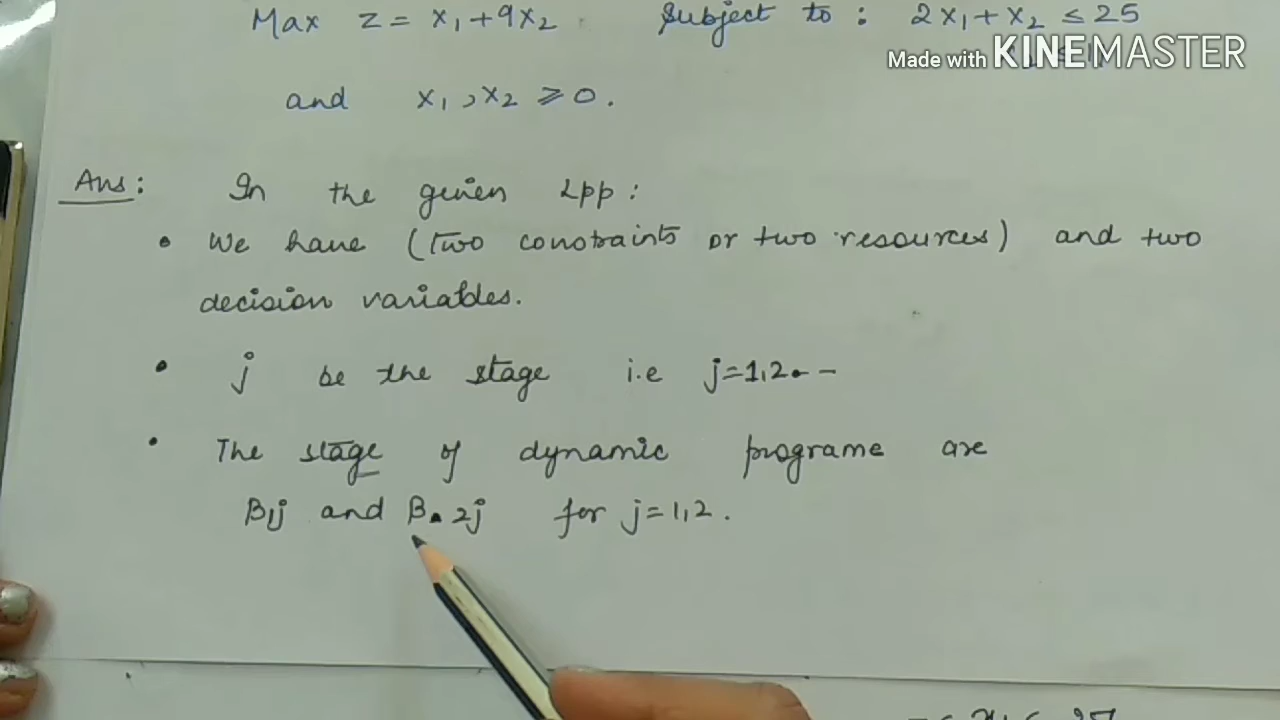 Max Z = x₁ + 9x₂ Subject to : 2x₁ + x₂ ≤ 25
Made with KINEMASTER
and x₁, x₂ ≥ 0.
Ans: In the given Lpp:
• We have (two constraints or two resources) and two
decision variables.
• j be the stage i.e j=1,2 - -
• The stage of dynamic programe are
B1j and B 2j for j=1,2.